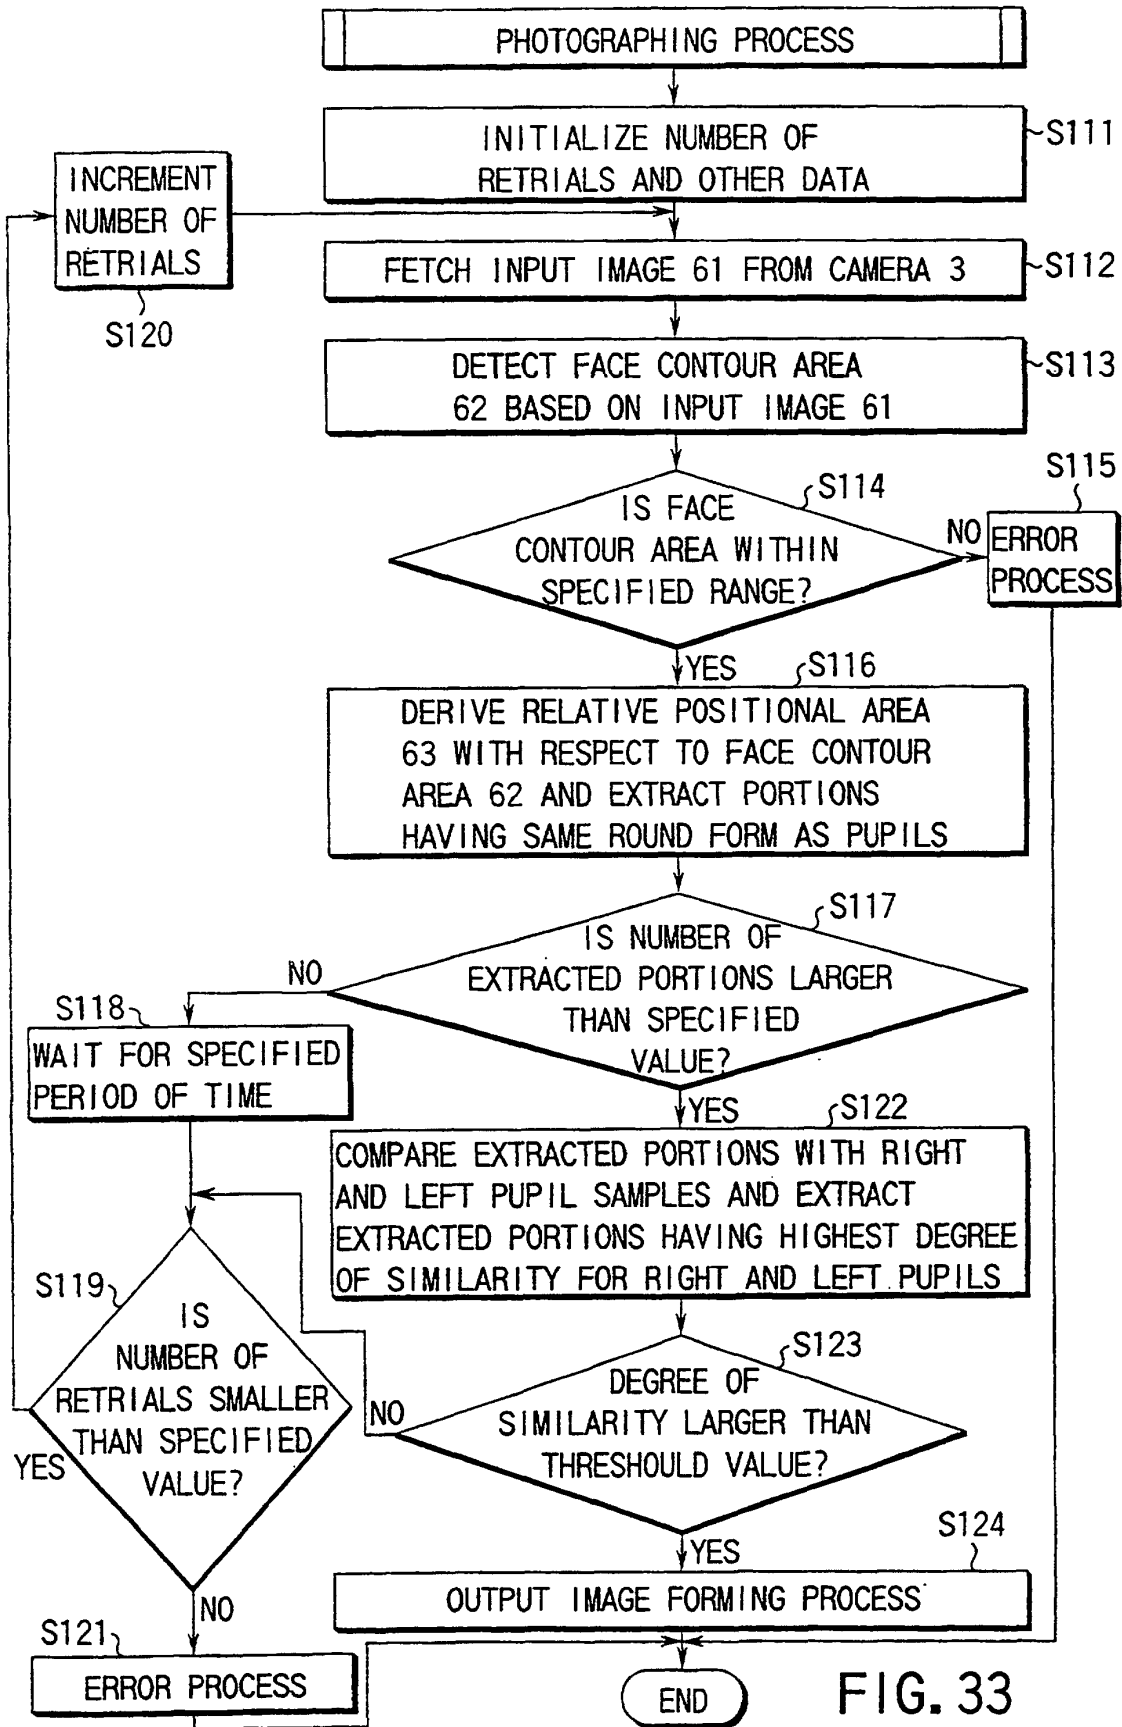 PHOTOGRAPHING PROCESS
INITIALIZE NUMBER OF
RETRIALS AND OTHER DATA
S111
INCREMENT
NUMBER OF
RETRIALS
S120
FETCH INPUT IMAGE 61 FROM CAMERA 3
S112
DETECT FACE CONTOUR AREA
62 BASED ON INPUT IMAGE 61
S113
S114
IS FACE
CONTOUR AREA WITHIN
SPECIFIED RANGE?
NO
S115
ERROR
PROCESS
YES
S116
DERIVE RELATIVE POSITIONAL AREA
63 WITH RESPECT TO FACE CONTOUR
AREA 62 AND EXTRACT PORTIONS
HAVING SAME ROUND FORM AS PUPILS
S117
IS NUMBER OF
EXTRACTED PORTIONS LARGER
THAN SPECIFIED
VALUE?
NO
S118
WAIT FOR SPECIFIED
PERIOD OF TIME
YES
S122
COMPARE EXTRACTED PORTIONS WITH RIGHT
AND LEFT PUPIL SAMPLES AND EXTRACT
EXTRACTED PORTIONS HAVING HIGHEST DEGREE
OF SIMILARITY FOR RIGHT AND LEFT PUPILS
S119
IS
NUMBER OF
RETRIALS SMALLER
THAN SPECIFIED
VALUE?
YES
S123
DEGREE OF
SIMILARITY LARGER THAN
THRESHOULD VALUE?
NO
YES
S124
OUTPUT IMAGE FORMING PROCESS
NO
S121
ERROR PROCESS
END
FIG. 33